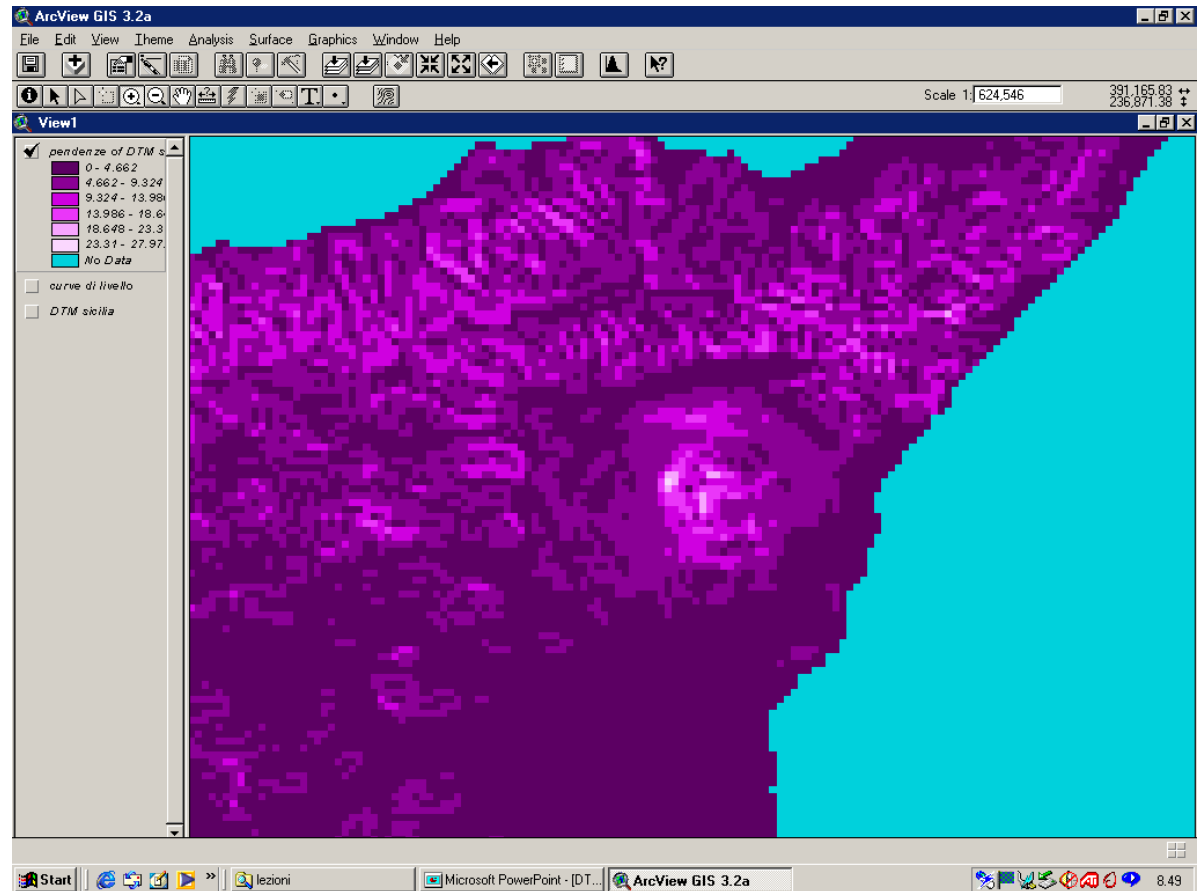 ArcView GIS 3.2a
File Edit View Theme Analysis Surface Graphics Window Help
Scale 1: 624,546
391,165.83
236,871.38
View1
pendenze of DTM s
0 - 4.662
4.662 - 9.324
9.324 - 13.986
13.986 - 18.6
18.648 - 23.3
23.31 - 27.97
No Data
curve di livello
DTM sicilia
Start » lezioni Microsoft PowerPoint - [DT... ArcView GIS 3.2a 8.49